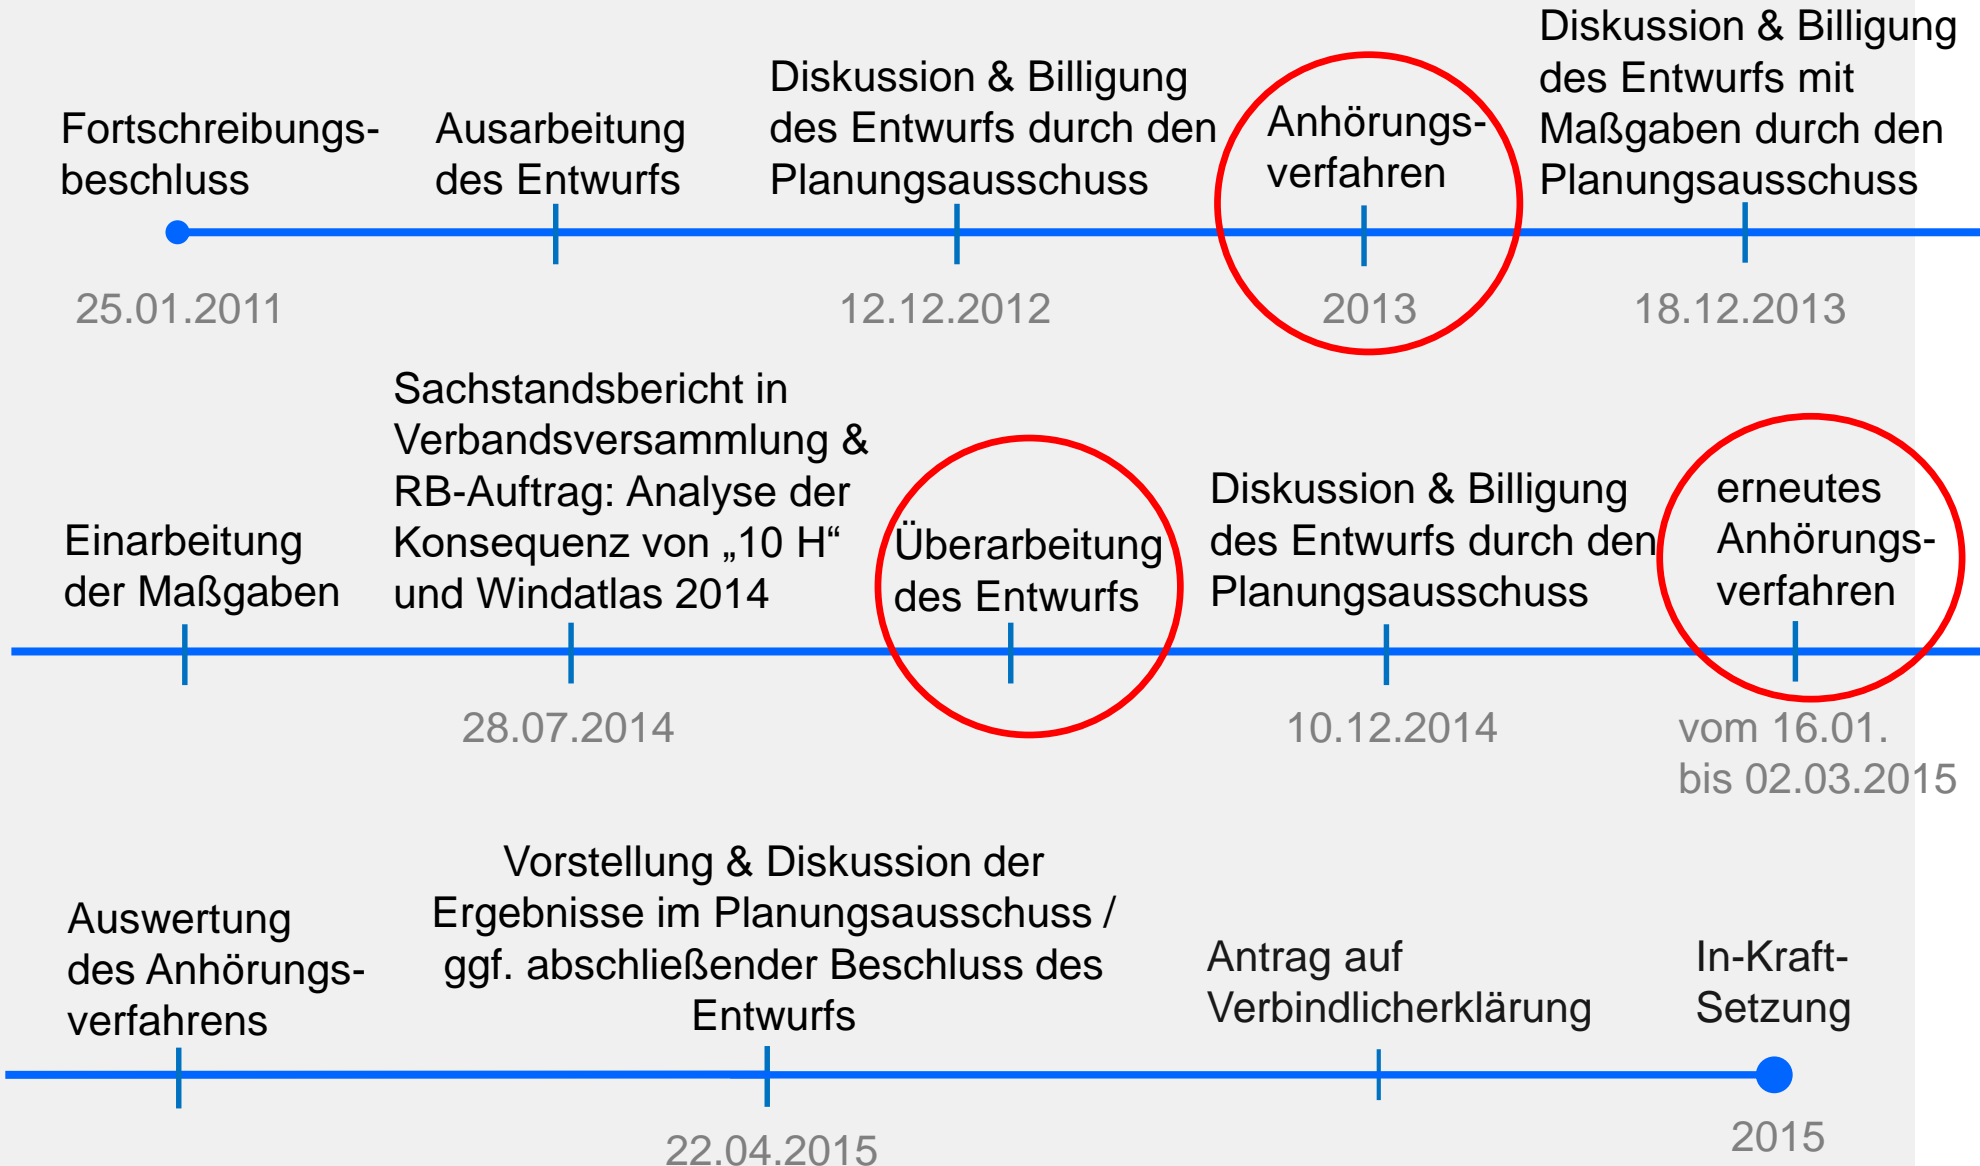 Fortschreibungs-
beschluss
25.01.2011
Ausarbeitung
des Entwurfs
Diskussion & Billigung
des Entwurfs durch den
Planungsausschuss
12.12.2012
Anhörungs-
verfahren
2013
Diskussion & Billigung
des Entwurfs mit
Maßgaben durch den
Planungsausschuss
18.12.2013
Einarbeitung
der Maßgaben
Sachstandsbericht in
Verbandsversammlung &
RB-Auftrag: Analyse der
Konsequenz von „10 H“
und Windatlas 2014
28.07.2014
Überarbeitung
des Entwurfs
Diskussion & Billigung
des Entwurfs durch den
Planungsausschuss
10.12.2014
erneutes
Anhörungs-
verfahren
vom 16.01.
bis 02.03.2015
Auswertung
des Anhörungs-
verfahrens
Vorstellung & Diskussion der
Ergebnisse im Planungsausschuss /
ggf. abschließender Beschluss des
Entwurfs
22.04.2015
Antrag auf
Verbindlicherklärung
In-Kraft-
Setzung
2015